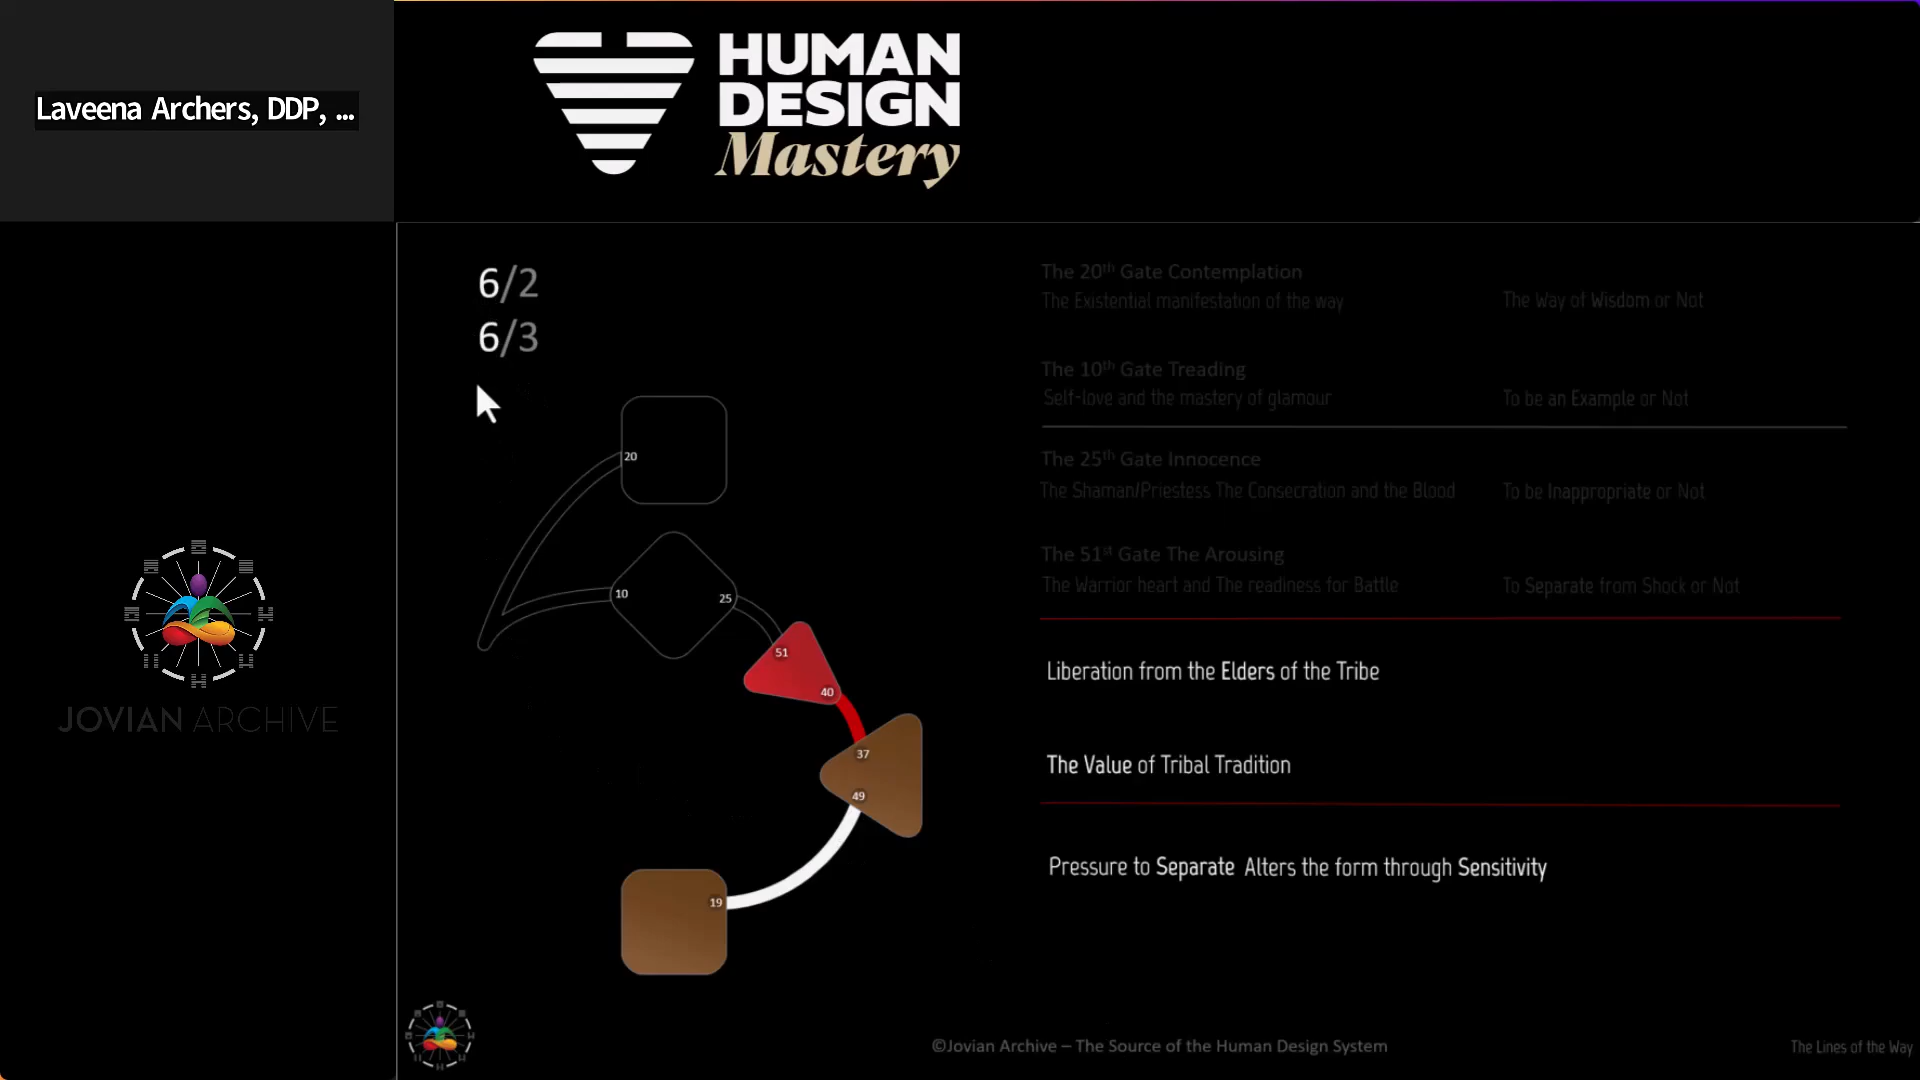 Laveena Archers, DDP, ...
HUMAN
DESIGN
Mastery
6/2
6/3
The 20th Gate Contemplation
The Existential manifestation of the way
The Way of Wisdom or Not
The 10th Gate Treading
Self-love and the mastery of glamour
To be an Example or Not
The 25th Gate Innocence
The Shaman/Priestess The Consecration and the Blood
To be Inappropriate or Not
The 51st Gate The Arousing
The Warrior heart and The readiness for Battle
To Separate from Shock or Not
Liberation from the Elders of the Tribe
The Value of Tribal Tradition
Pressure to Separate Alters the form through Sensitivity
20
10
25
51
40
37
49
19
JOVIAN ARCHIVE
©Jovian Archive – The Source of the Human Design System
The Lines of the Way